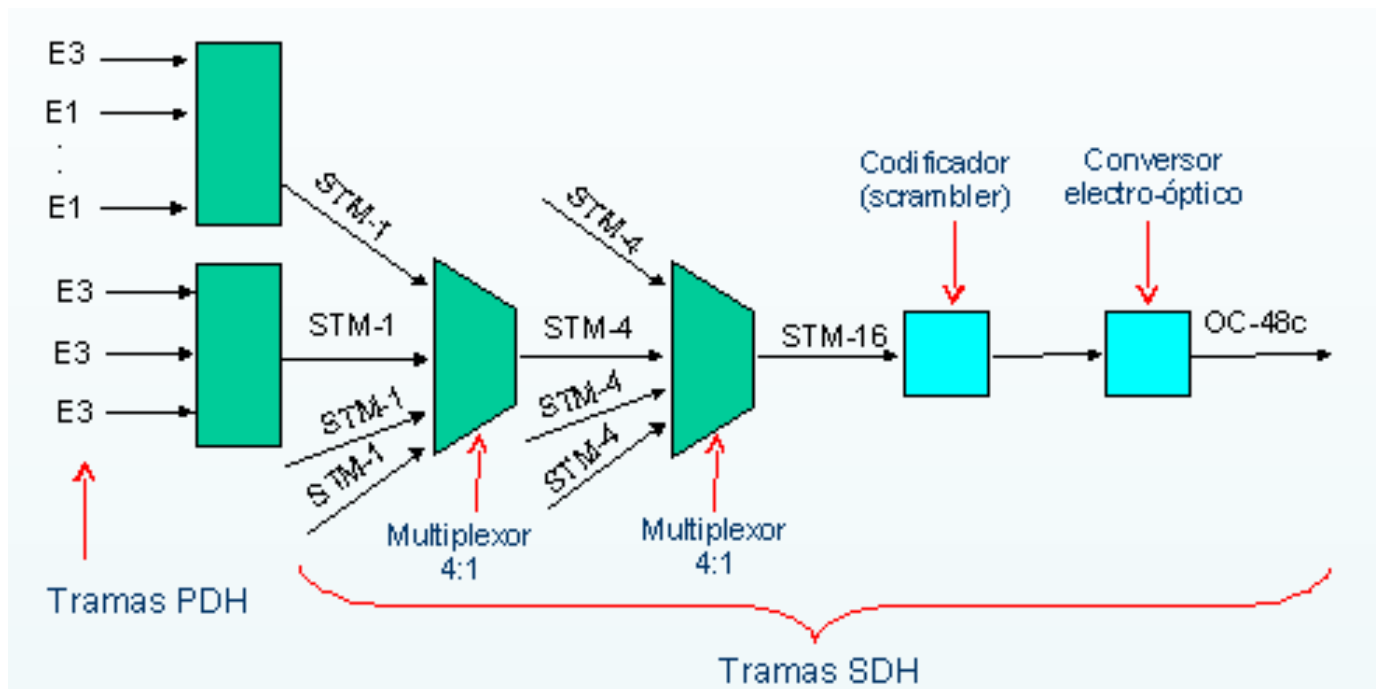 E3
E1
.
.
E1
E3
E3
E3
STM-1
STM-1
STM-1
STM-1
STM-4
STM-4
STM-4
STM-4
STM-16
Codificador
(scrambler)
Conversor
electro-óptico
OC-48c
Multiplexor
4:1
Multiplexor
4:1
Tramas PDH
Tramas SDH